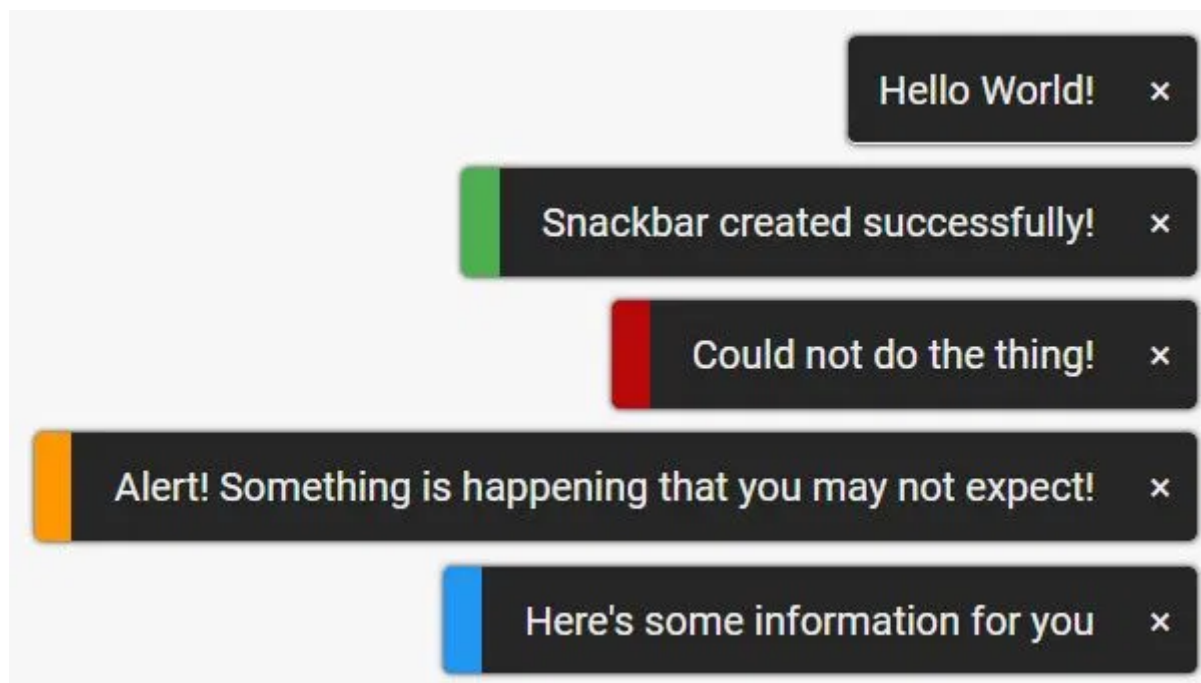 Hello World! ×
Snackbar created successfully! ×
Could not do the thing! ×
Alert! Something is happening that you may not expect! ×
Here's some information for you ×